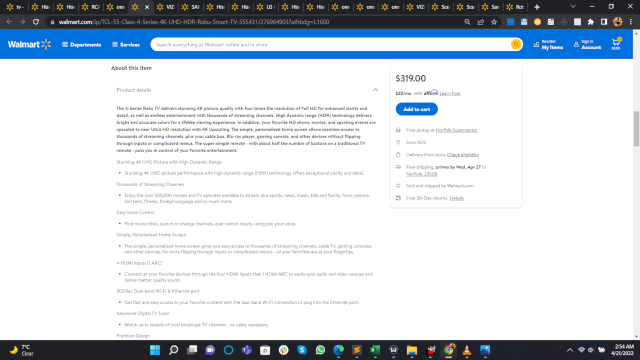 walmart.com/ip/TCL-55-Class-4-Series-4K-UHD-HDR-Roku-Smart-TV-55S431/276964903?athbdg=L1600
Walmart
Departments
Services
Search everything at Walmart online and in store
Reorder
My Items
Sign In
Account
$0.00
About this item
Product details
The 4-Series Roku TV delivers stunning 4K picture quality with four times the resolution of Full HD for enhanced clarity and
detail, as well as endless entertainment with thousands of streaming channels. High dynamic range (HDR) technology delivers
bright and accurate colors for a lifelike viewing experience. In addition, your favorite HD shows, movies, and sporting events are
upscaled to near Ultra HD resolution with 4K Upscaling. The simple, personalized home screen allows seamless access to
thousands of streaming channels, plus your cable box, Blu-ray player, gaming console, and other devices without flipping
through inputs or complicated menus. The super-simple remote - with about half the number of buttons on a traditional TV
remote - puts you in control of your favorite entertainment.
Stunning 4K UHD Picture with High Dynamic Range
• Stunning 4K UHD picture performance with high dynamic range (HDR) technology offers exceptional clarity and detail.
Thousands of Streaming Channels
• Enjoy the over 500,000 movies and TV episodes available to stream plus sports, news, music, kids and family, food, science
and tech, fitness, foreign language and so much more.
Easy Voice Control
• Find movie titles, launch or change channels, even switch inputs, using just your voice.
Simple, Personalized Home Screen
• The simple, personalized home screen gives you easy access to thousands of streaming channels, cable TV, gaming consoles,
and other devices. No more flipping through inputs or complicated menus; all your favorites are at your fingertips.
4 HDMI Inputs (1 ARC)
• Connect all your favorite devices through the four HDMI inputs that 1 HDMI ARC to easily sync audio and video sources and
deliver better quality sound.
802.11ac Dual-band Wi-Fi & Ethernet port
• Get fast and easy access to your favorite content with the dual-band Wi-Fi connection or plug into the Ethernet port.
Advanced Digital TV Tuner
• Watch up to dozens of local broadcast TV channels - no cable necessary.
Premium Design
$319.00
$30/mo with affirm Learn how
Add to cart
Free pickup at Norfolk Supercenter
Aisle
Delivery from store Check eligibility
Free shipping, arrives by Wed, Apr 27 to
Norfolk, 23508
Sold and shipped by Walmart.com
Free 30-Day returns Details
7°C
Clear
2:54 AM
4/21/2022